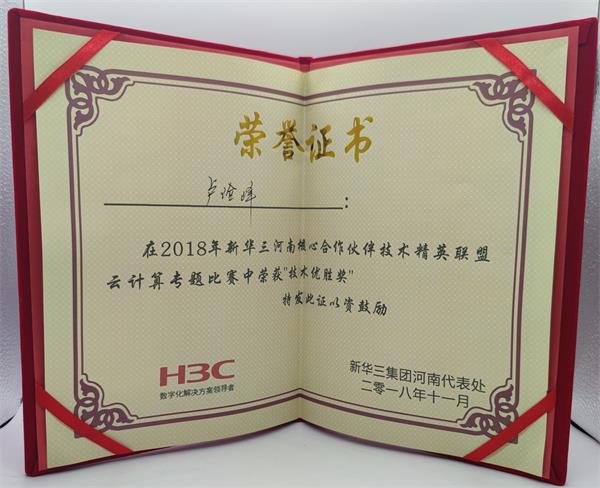 荣誉证书
卢
:
在2018年新华三河南核心合作伙伴技术精英联盟
云计算专题比赛中荣获"技术优胜奖"
特发此证以资鼓励
H3C
数字化解决方案领导者
新华三集团河南代表处
二零一八年十一月